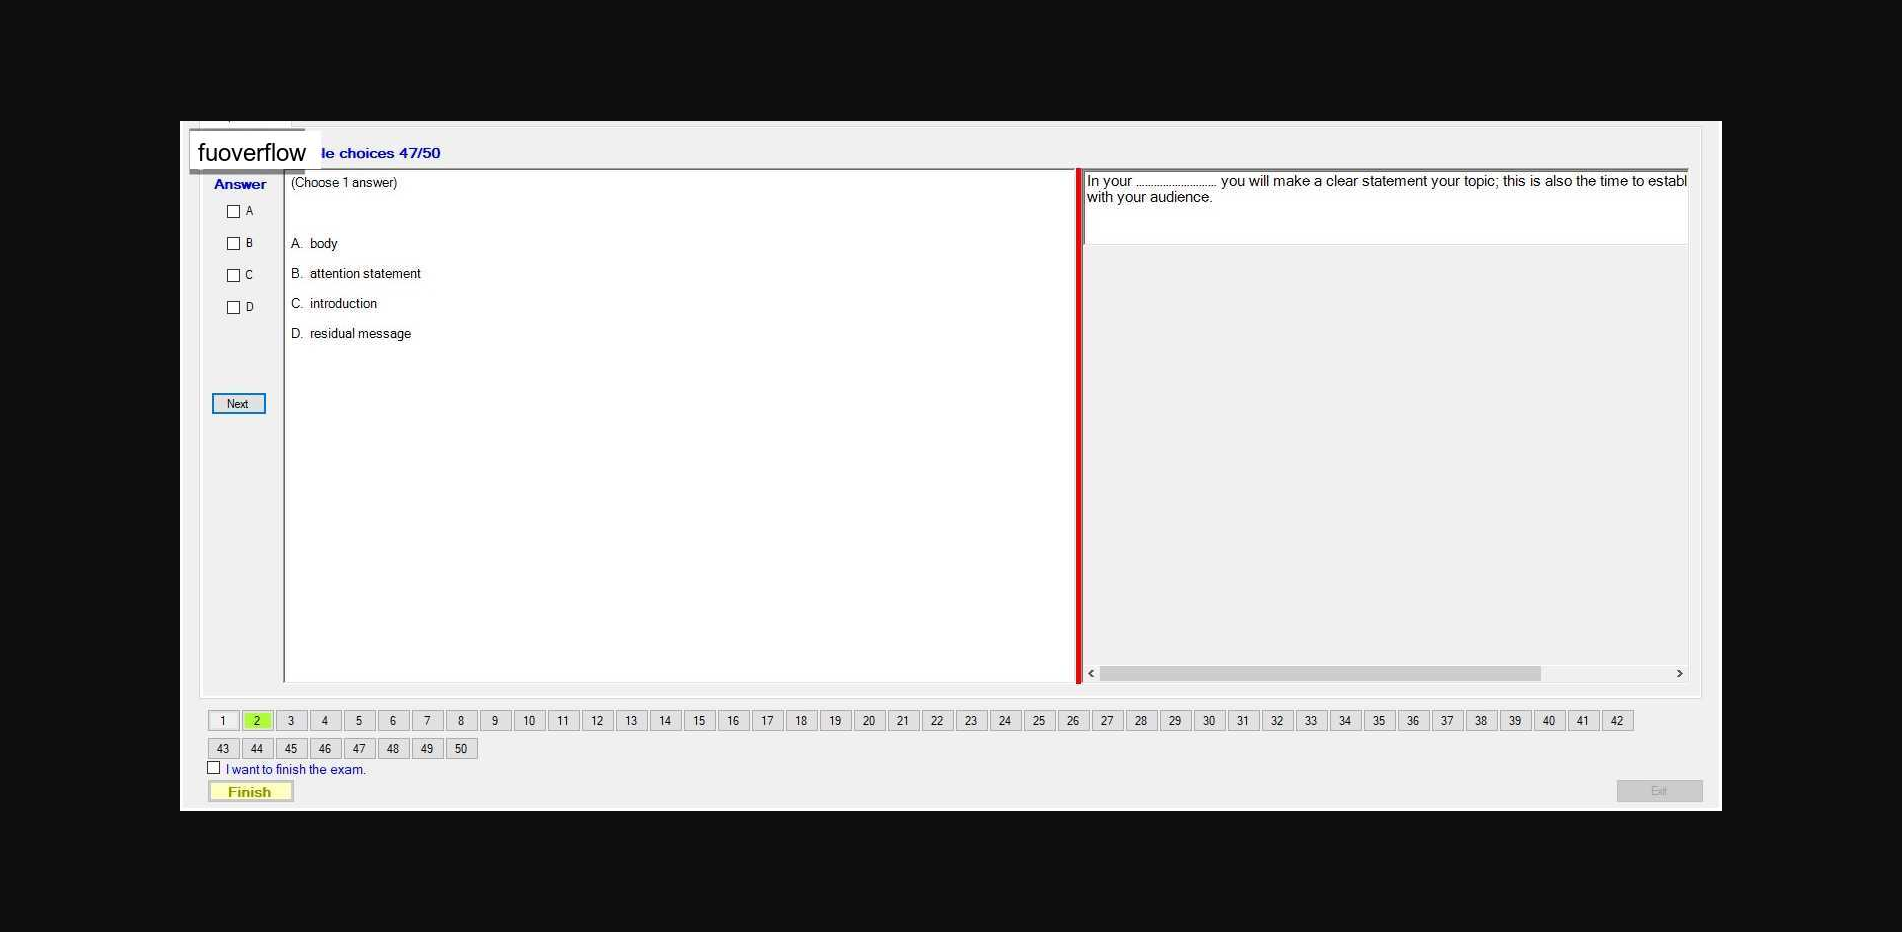 fuoverflow
le choices 47/50
Answer
(Choose 1 answer)
A
B
C
D
A. body
B. attention statement
C. introduction
D. residual message
Next
In your ........................... you will make a clear statement your topic; this is also the time to establ
with your audience.
1 2 3 4 5 6 7 8 9 10 11 12 13 14 15 16 17 18 19 20 21 22 23 24 25 26 27 28 29 30 31 32 33 34 35 36 37 38 39 40 41 42
43 44 45 46 47 48 49 50
I want to finish the exam.
Finish
Exit